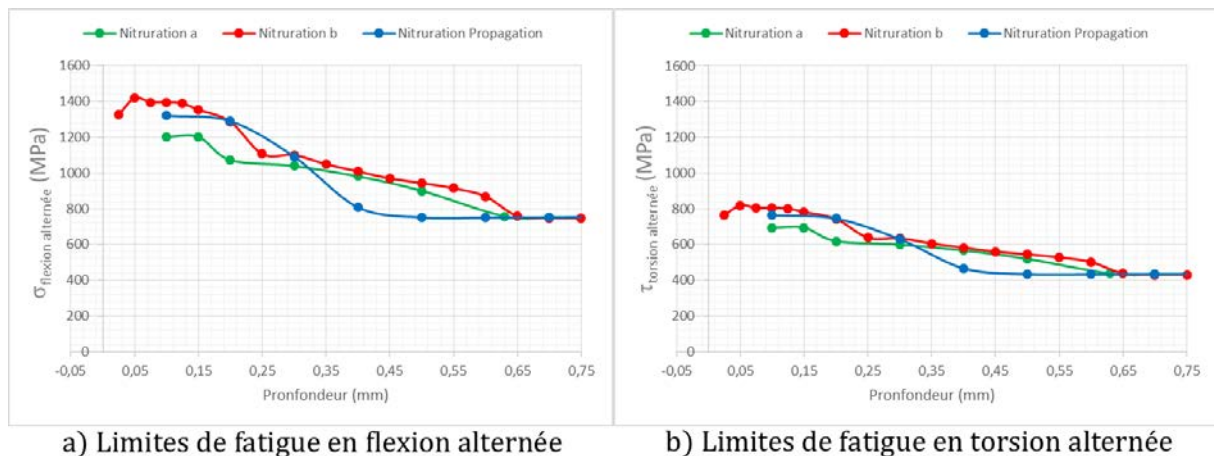 Nitruration a Nitruration b Nitruration Propagation
1600
1400
1200
1000
800
600
400
200
0
-0,05 0,05 0,15 0,25 0,35 0,45 0,55 0,65 0,75
σflexion alternée (MPa)
Pronfondeur (mm)
a) Limites de fatigue en flexion alternée
Nitruration a Nitruration b Nitruration Propagation
1600
1400
1200
1000
800
600
400
200
0
-0,05 0,05 0,15 0,25 0,35 0,45 0,55 0,65 0,75
τtorsion alternée (MPa)
Pronfondeur (mm)
b) Limites de fatigue en torsion alternée